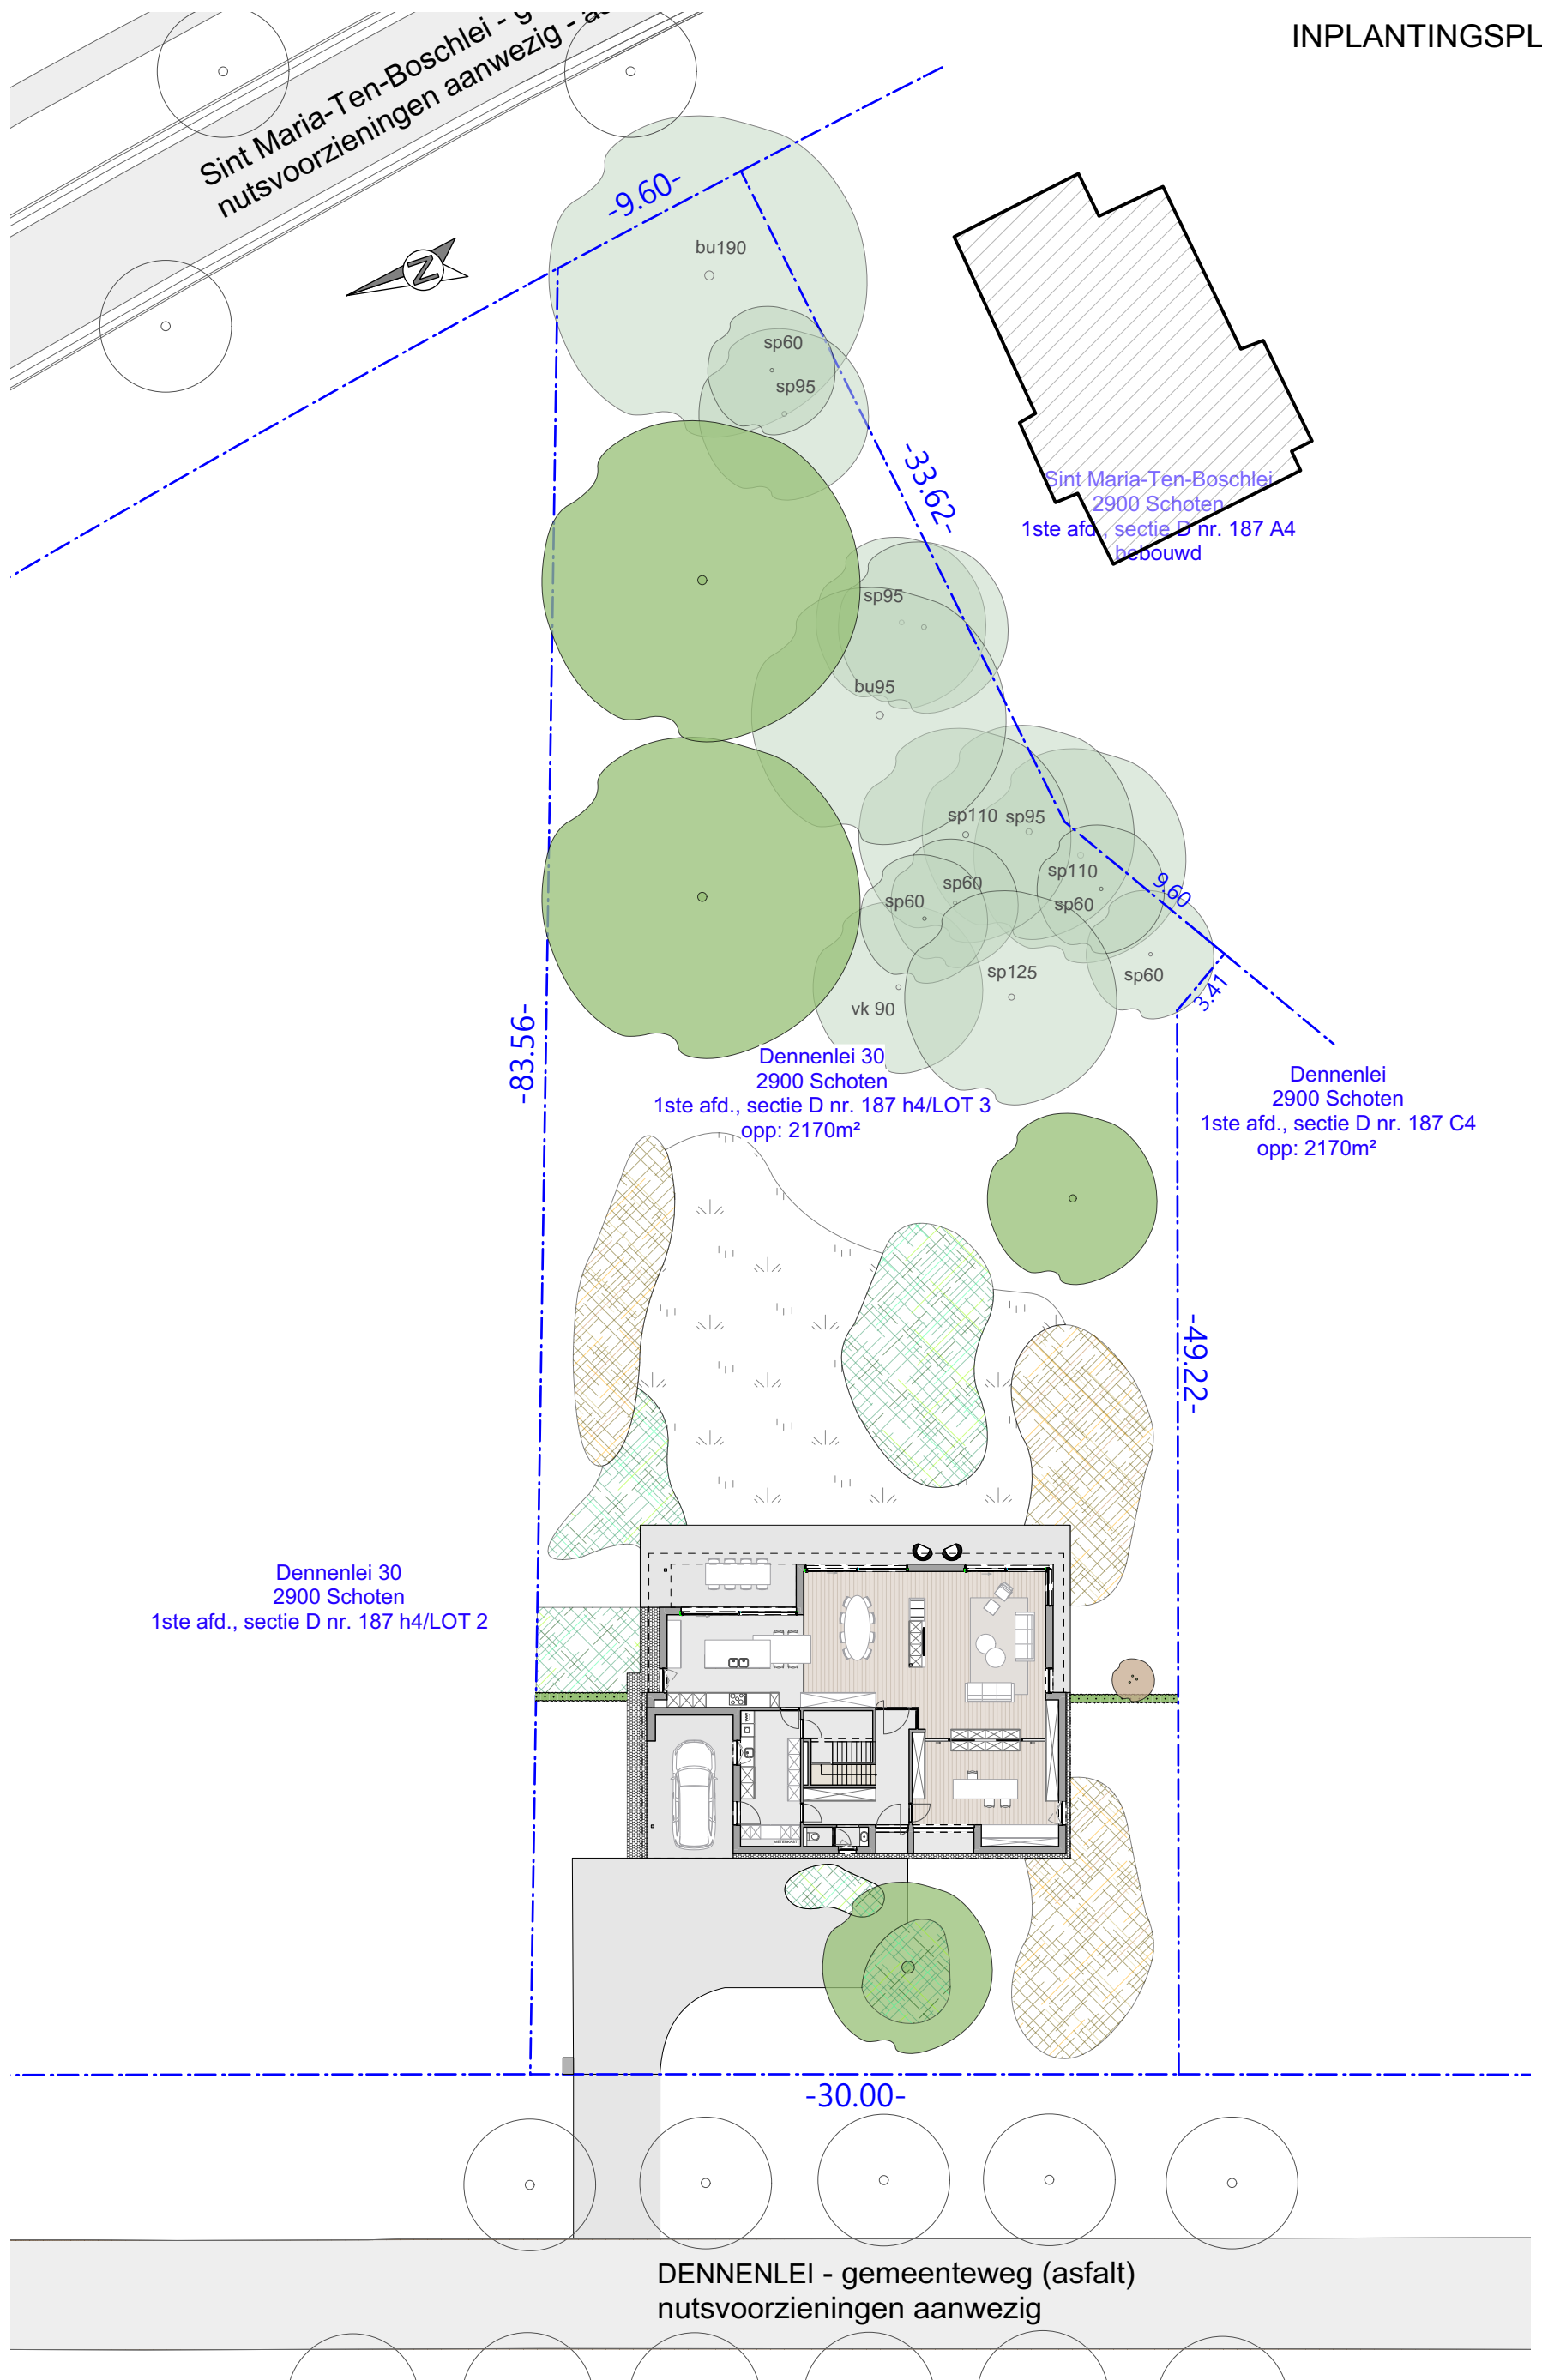 INPLANTINGSPL
Sint Maria-Ten-Boschlei - g
nutsvoorzieningen aanwezig - as
N
-9.60-
bu190
sp60
sp95
-33.62-
Sint Maria-Ten-Boschlei
2900 Schoten
1ste afd., sectie D nr. 187 A4
bebouwd
sp95
bu95
sp110
sp95
sp110
sp60
sp60
sp60
9.60
sp60
3.41
sp125
vk 90
-83.56-
Dennenlei 30
2900 Schoten
1ste afd., sectie D nr. 187 h4/LOT 3
opp: 2170m²
Dennenlei
2900 Schoten
1ste afd., sectie D nr. 187 C4
opp: 2170m²
-49.22-
Dennenlei 30
2900 Schoten
1ste afd., sectie D nr. 187 h4/LOT 2
-30.00-
DENNENLEI - gemeenteweg (asfalt)
nutsvoorzieningen aanwezig